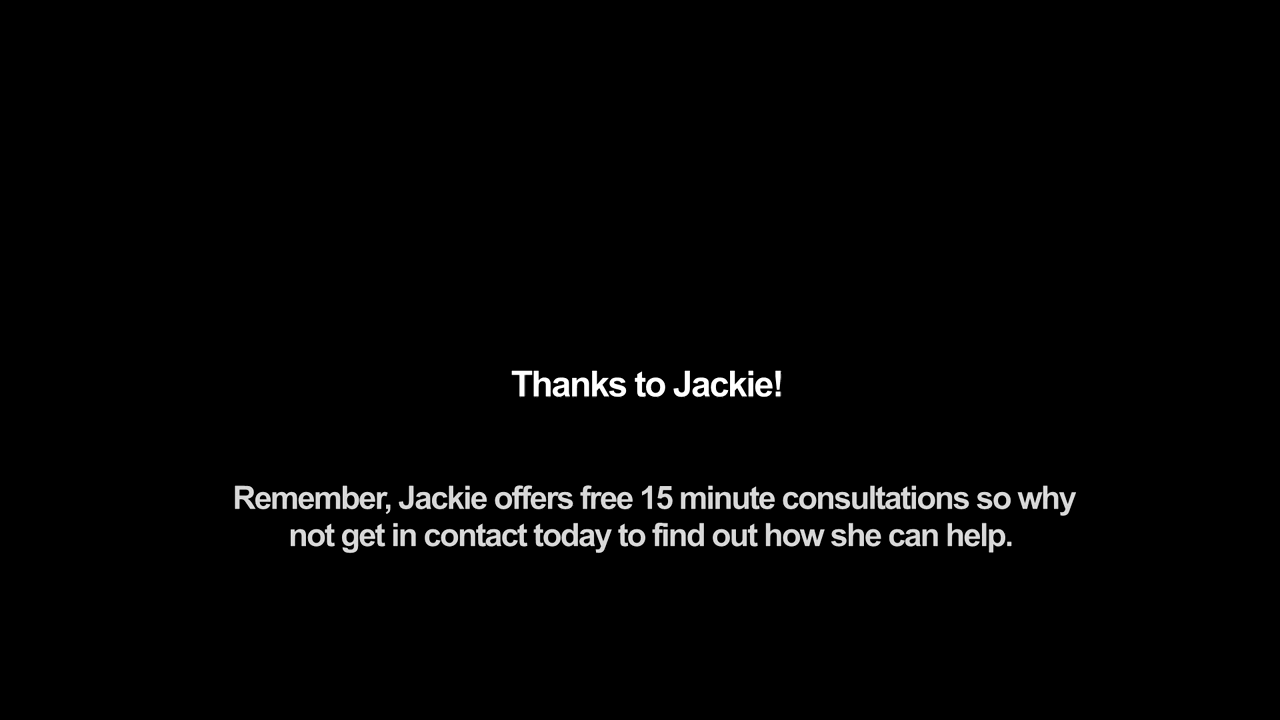 Thanks to Jackie!
Remember, Jackie offers free 15 minute consultations so why
not get in contact today to find out how she can help.